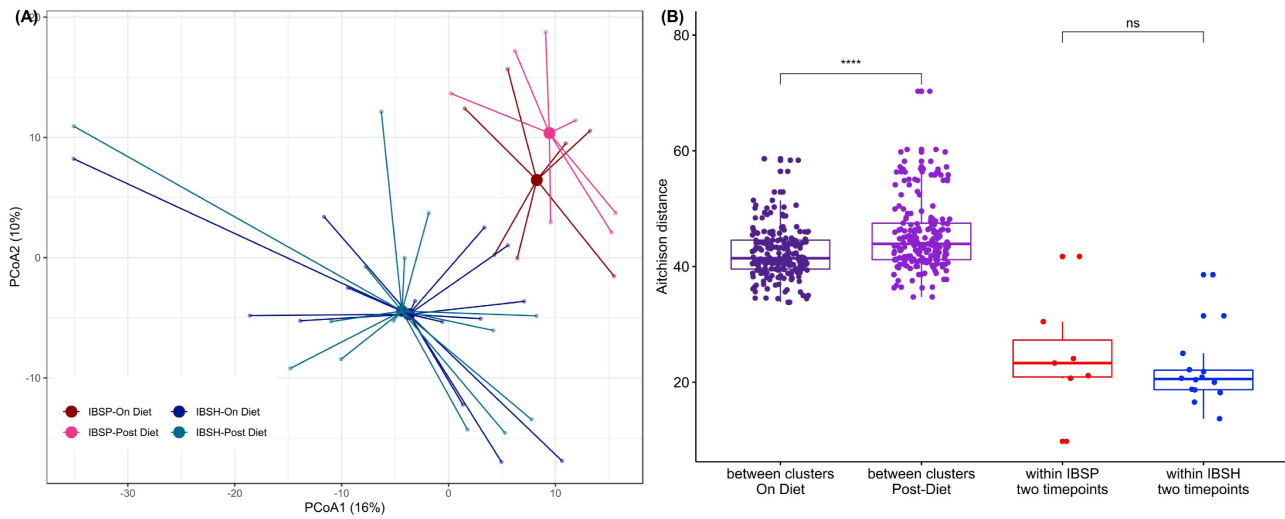 (A)
20
10
0
-10
PCoA2 (10%)
-30
-20
-10
0
10
PCoA1 (16%)
IBSP-On Diet
IBSH-On Diet
IBSP-Post Diet
IBSH-Post Diet
(B)
80
60
40
20
Aitchison distance
****
ns
between clusters
On Diet
between clusters
Post-Diet
within IBSP
two timepoints
within IBSH
two timepoints